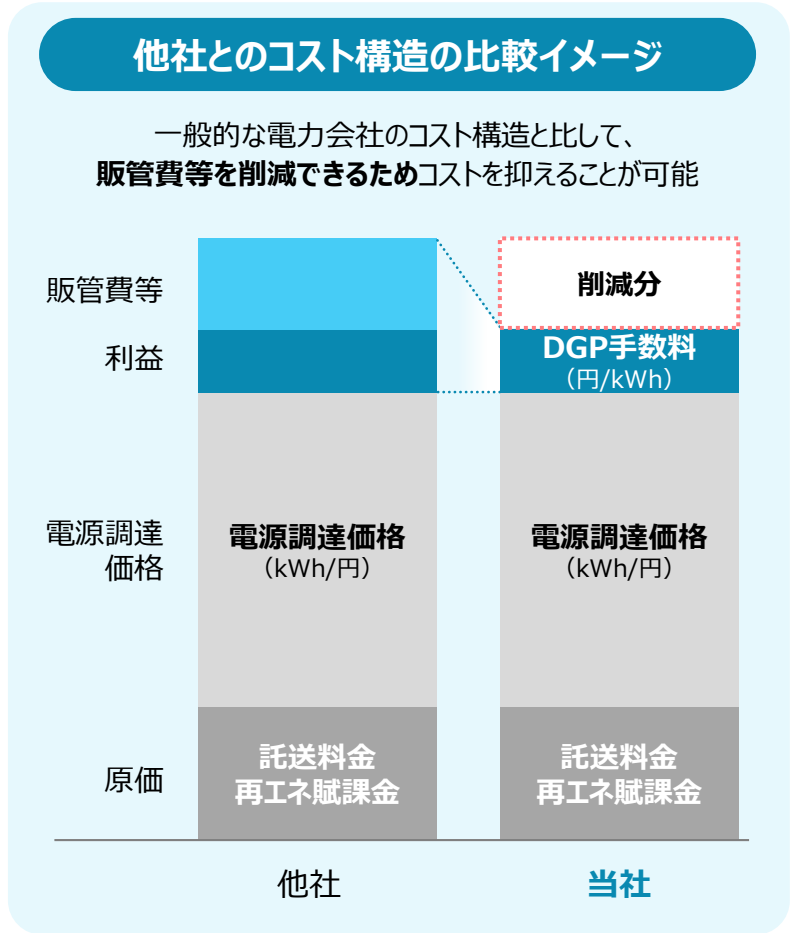 他社とのコスト構造の比較イメージ
一般的な電力会社のコスト構造と比して、
販管費等を削減できるためコストを抑えることが可能
販管費等
利益
電源調達
価格
原価
電源調達価格
（kWh/円）
託送料金
再エネ賦課金
他社
削減分
DGP手数料
（円/kWh）
電源調達価格
（kWh/円）
託送料金
再エネ賦課金
当社